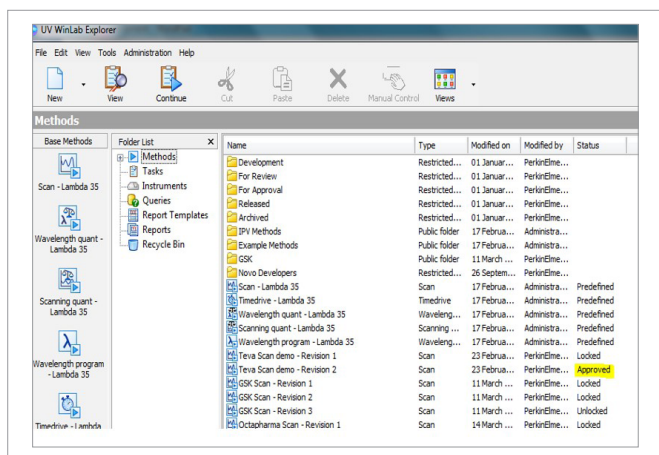 UV WinLab Explorer
File Edit View Tools Administration Help
New View Continue Cut Paste Delete Manual Control Views
Methods
Base Methods
Scan - Lambda 35
Wavelength quant - Lambda 35
Scanning quant - Lambda 35
Wavelength program - Lambda 35
Timedrive - Lambda
Folder List X
Methods
Tasks
Instruments
Queries
Report Templates
Reports
Recycle Bin
Name Type Modified on Modified by Status
Development Restricted... 01 Januar... PerkinElme...
For Review Restricted... 01 Januar... PerkinElme...
For Approval Restricted... 01 Januar... PerkinElme...
Released Restricted... 01 Januar... PerkinElme...
Archived Restricted... 01 Januar... PerkinElme...
IPV Methods Public folder 17 Februa... Administra...
Example Methods Public folder 17 Februa... Administra...
GSK Public folder 11 March ... PerkinElme...
Novo Developers Restricted... 26 Septem... PerkinElme...
Scan - Lambda 35 Scan 17 Februa... Administra... Predefined
Timedrive - Lambda 35 Timedrive 17 Februa... Administra... Predefined
Wavelength quant - Lambda 35 Waveleng... 17 Februa... Administra... Predefined
Scanning quant - Lambda 35 Scanning ... 17 Februa... Administra... Predefined
Wavelength program - Lambda 35 Waveleng... 17 Februa... Administra... Predefined
Teva Scan demo - Revision 1 Scan 23 Februa... PerkinElme... Locked
Teva Scan demo - Revision 2 Scan 23 Februa... PerkinElme... Approved
GSK Scan - Revision 1 Scan 11 March ... PerkinElme... Locked
GSK Scan - Revision 2 Scan 11 March ... PerkinElme... Locked
GSK Scan - Revision 3 Scan 11 March ... PerkinElme... Unlocked
Octapharma Scan - Revision 1 Scan 14 March ... PerkinElme... Locked